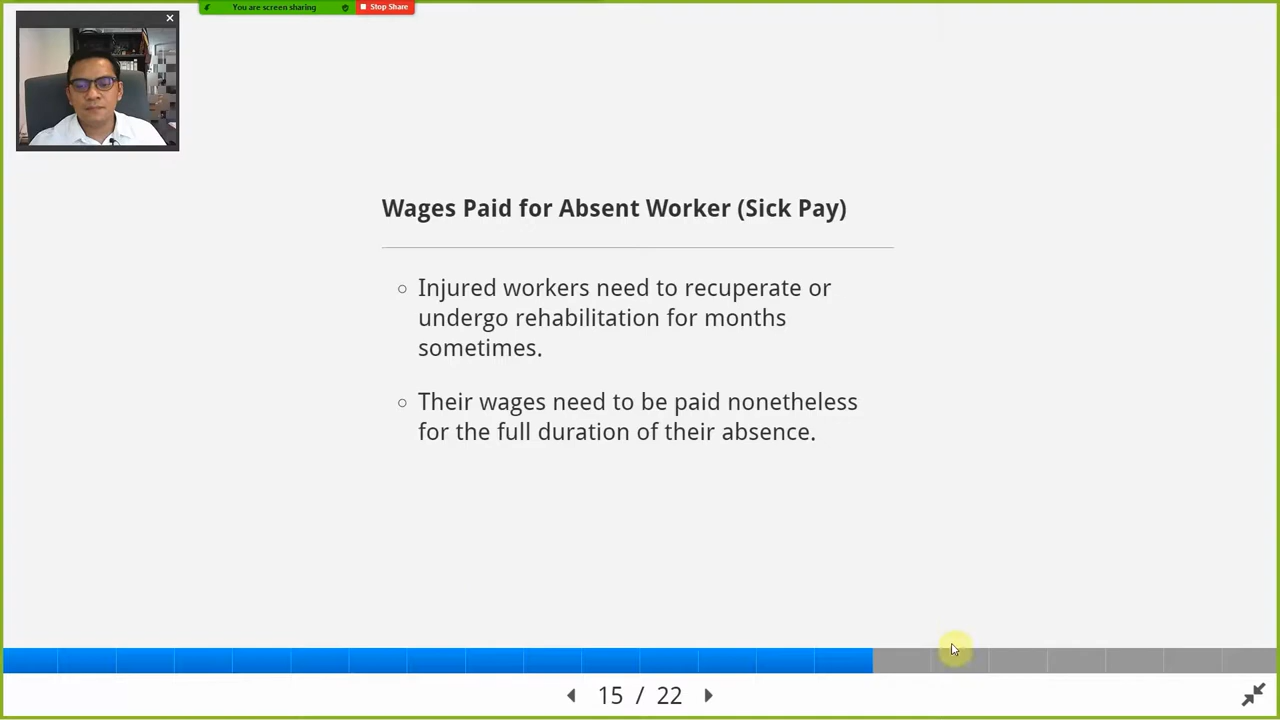 You are screen sharing
Stop Share
Wages Paid for Absent Worker (Sick Pay)
Injured workers need to recuperate or
undergo rehabilitation for months
sometimes.
Their wages need to be paid nonetheless
for the full duration of their absence.
15 / 22